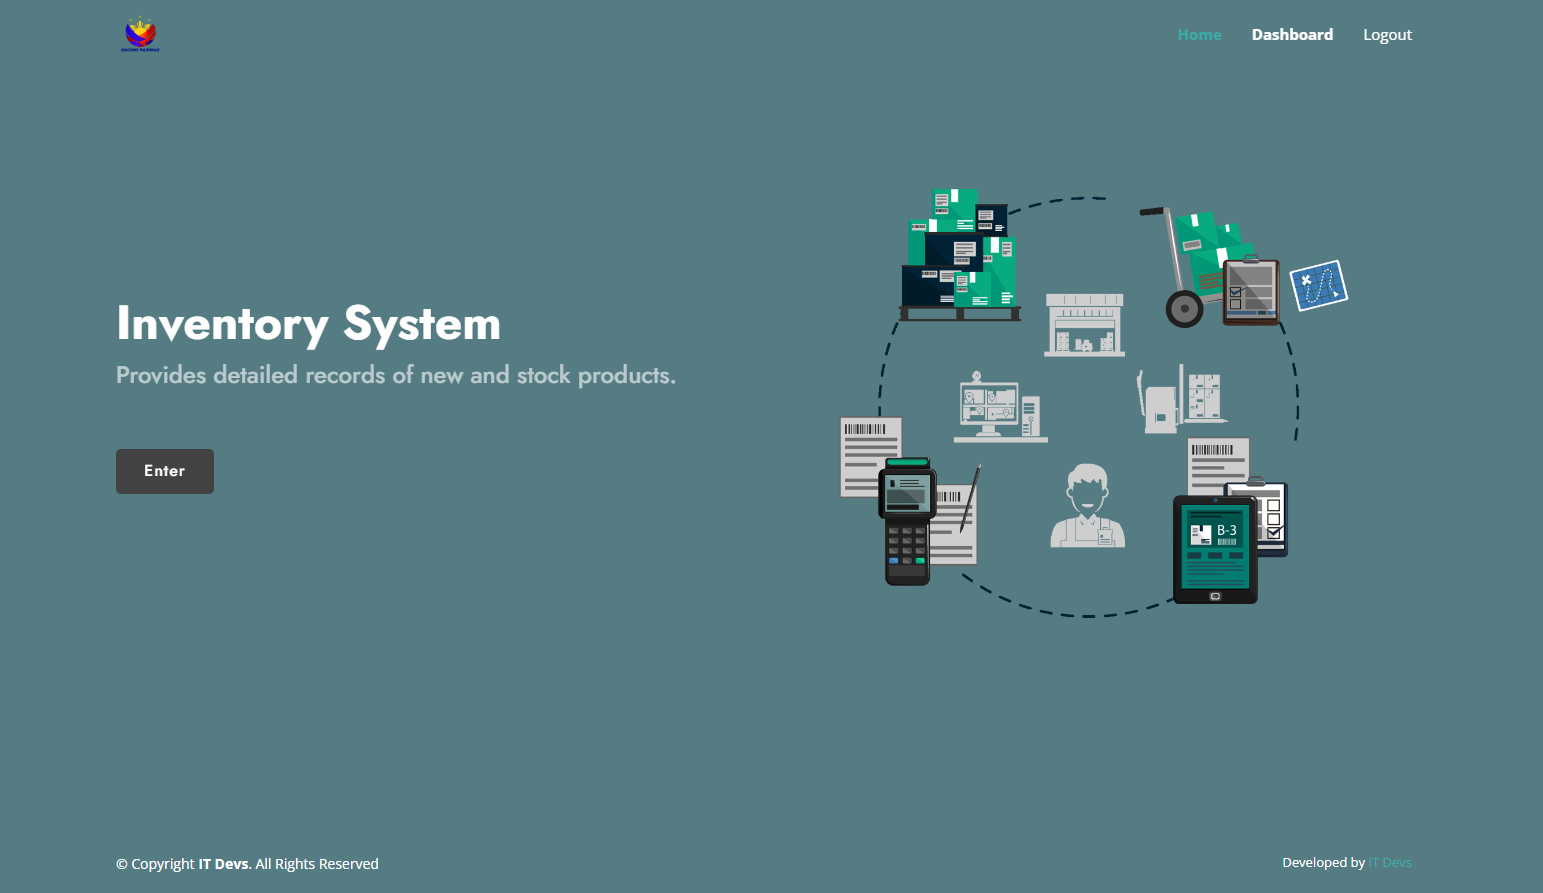 Home Dashboard Logout
Inventory System
Provides detailed records of new and stock products.
Enter
B-3
© Copyright IT Devs. All Rights Reserved
Developed by IT Devs